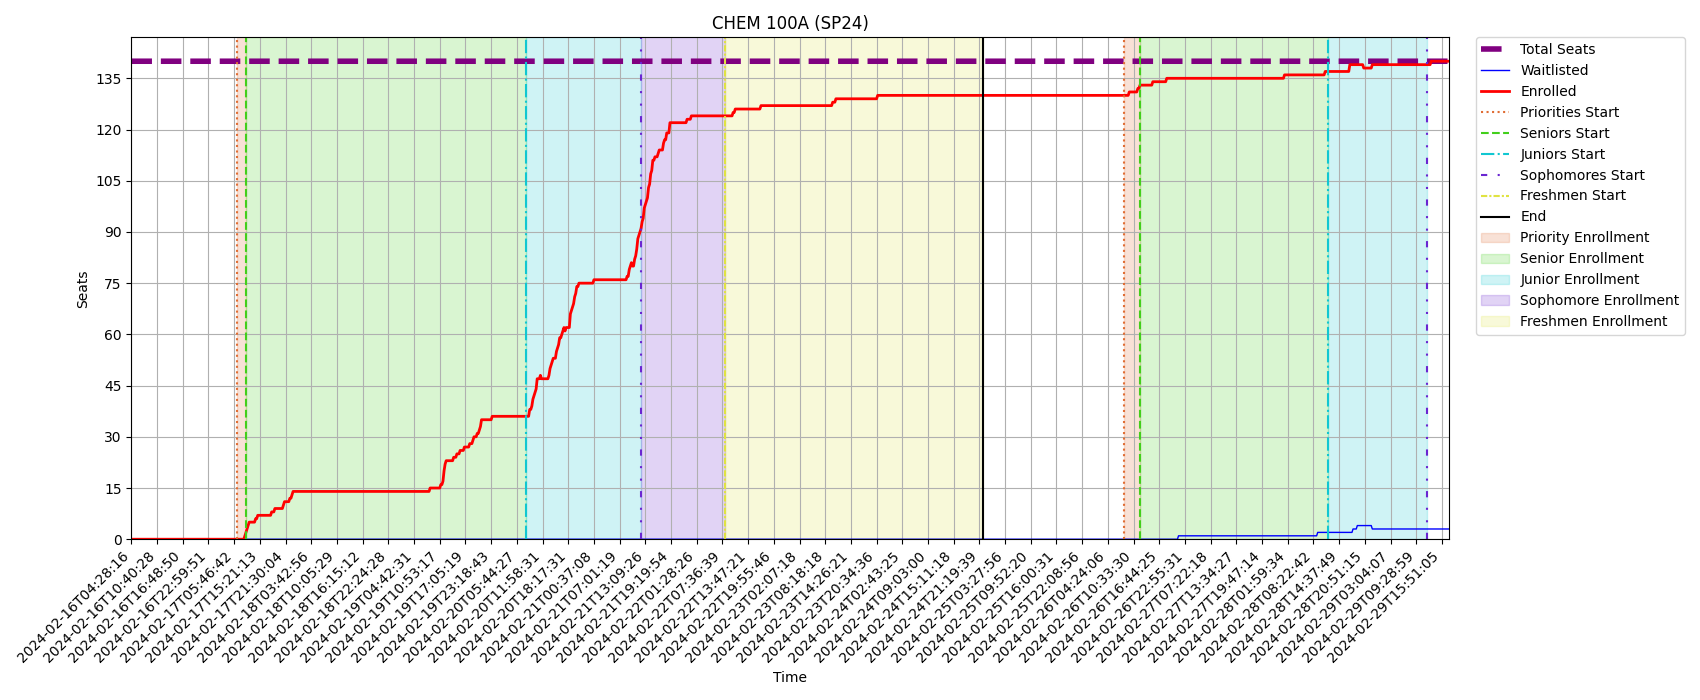 CHEM 100A (SP24)
Seats
135
120
105
90
75
60
45
30
15
0
2024-02-16T04:28:16
2024-02-16T10:40:28
2024-02-16T16:48:50
2024-02-16T22:59:51
2024-02-17T05:46:42
2024-02-17T15:21:13
2024-02-17T21:30:04
2024-02-18T03:42:56
2024-02-18T10:05:29
2024-02-18T16:15:12
2024-02-18T22:24:28
2024-02-19T04:42:31
2024-02-19T10:53:17
2024-02-19T17:05:19
2024-02-19T23:18:43
2024-02-20T05:44:27
2024-02-20T11:58:31
2024-02-20T18:17:31
2024-02-21T00:37:08
2024-02-21T07:01:19
2024-02-21T13:09:26
2024-02-21T19:19:54
2024-02-22T01:28:26
2024-02-22T07:36:39
2024-02-22T13:47:21
2024-02-22T19:55:46
2024-02-23T02:07:18
2024-02-23T08:18:18
2024-02-23T14:26:21
2024-02-23T20:34:36
2024-02-24T02:43:25
2024-02-24T09:03:00
2024-02-24T15:11:18
2024-02-24T21:19:39
2024-02-25T03:27:56
2024-02-25T09:52:20
2024-02-25T16:00:31
2024-02-25T22:08:56
2024-02-26T04:24:06
2024-02-26T10:33:30
2024-02-26T16:44:25
2024-02-26T22:55:31
2024-02-27T07:22:18
2024-02-27T13:34:27
2024-02-27T19:47:14
2024-02-28T01:59:34
2024-02-28T08:22:42
2024-02-28T14:37:49
2024-02-28T20:51:15
2024-02-29T03:04:07
2024-02-29T09:28:59
2024-02-29T15:51:05
Time
Total Seats
Waitlisted
Enrolled
Priorities Start
Seniors Start
Juniors Start
Sophomores Start
Freshmen Start
End
Priority Enrollment
Senior Enrollment
Junior Enrollment
Sophomore Enrollment
Freshmen Enrollment